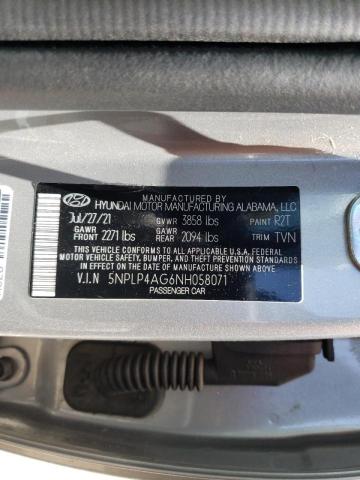 MANUFACTURED BY
HYUNDAI MOTOR MANUFACTURING ALABAMA, LLC
JUL/27/21 GVWR 3858 lbs PAINT R2T
GAWR FRONT 2271 lbs GAWR REAR 2094 lbs TRIM TVN
THIS VEHICLE CONFORMS TO ALL APPLICABLE U.S.A. FEDERAL
MOTOR VEHICLE SAFETY, BUMPER, AND THEFT PREVENTION
STANDARDS IN EFFECT ON THE DATE OF MANUFACTURE SHOWN ABOVE.
V.I.N 5NPLP4AG6NH058071
PASSENGER CAR